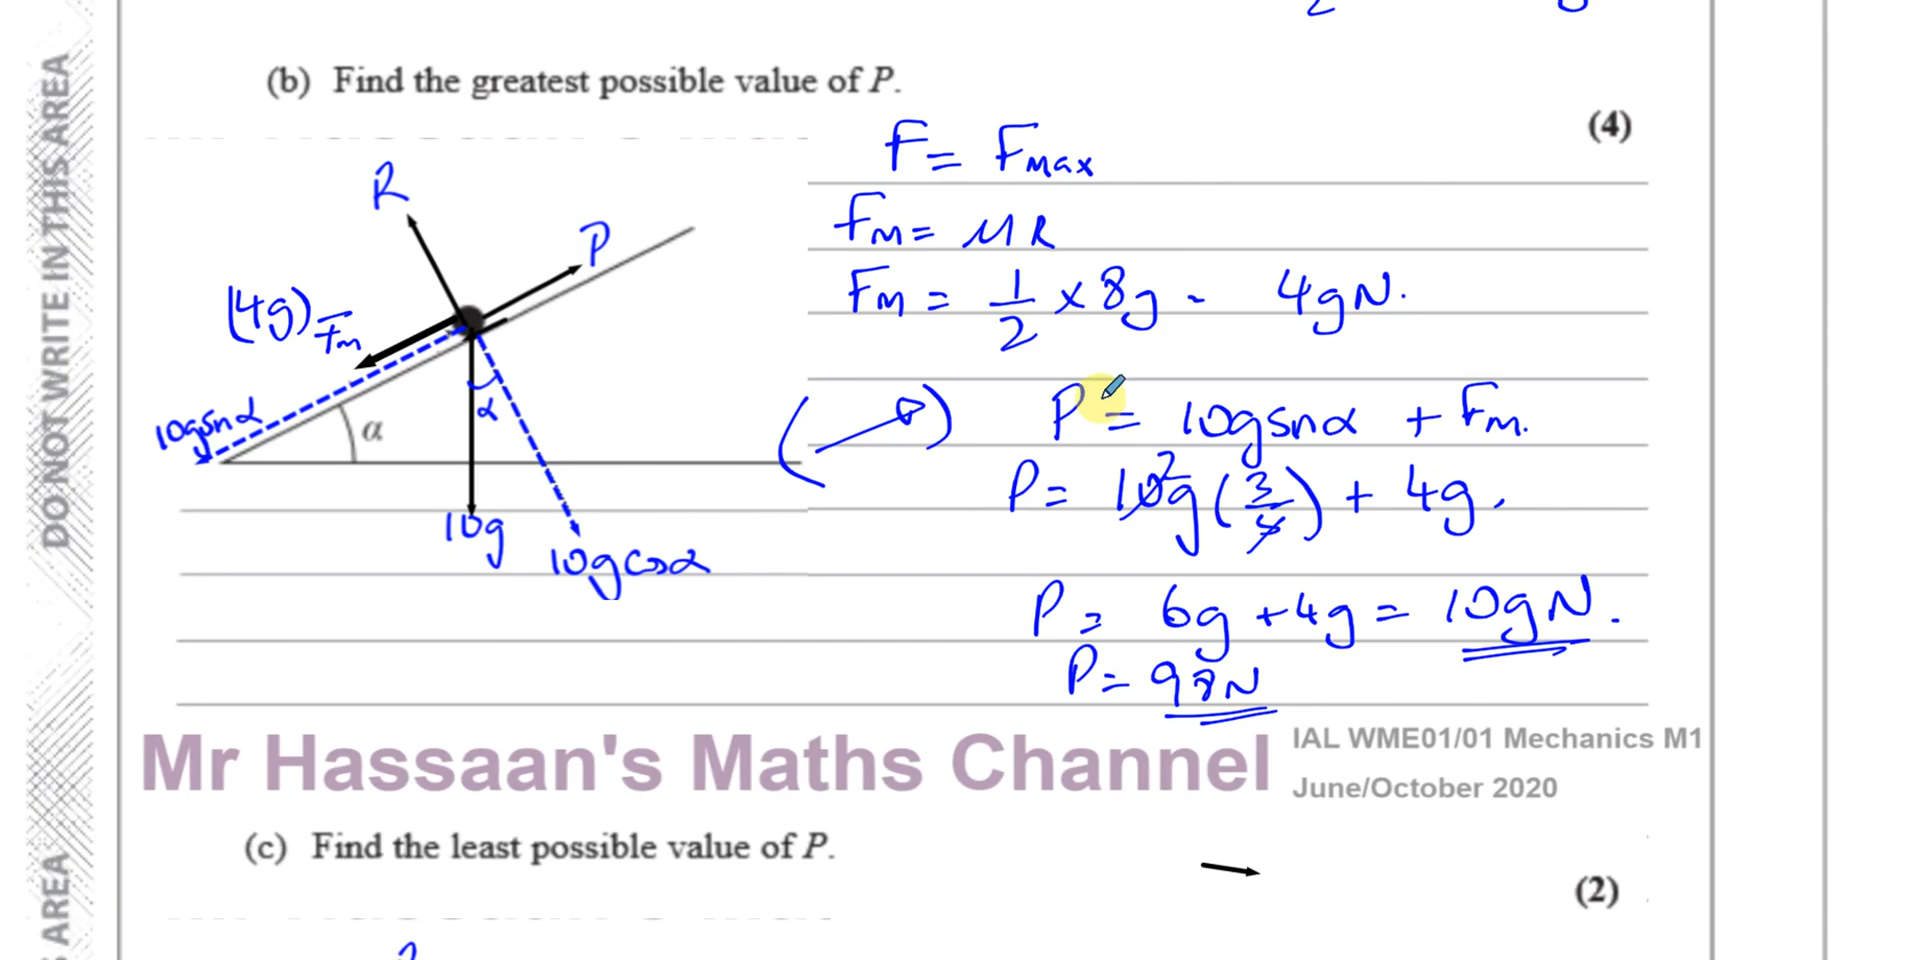 DO NOT WRITE IN THIS AREA
(b) Find the greatest possible value of P.
(4)
F = Fmax
Fm = μR
Fm = 1/2 × 8g - 4gN.
R
P
(4g) Fm
10gsinα
α
α
10g
10gcosα
P = 10gsinα + Fm.
P = 10²g (3/5) + 4g.
P = 6g + 4g = 10gN.
P = 98N
Mr Hassaan's Maths Channel
IAL WME01/01 Mechanics M1
June/October 2020
(c) Find the least possible value of P.
(2)
AREA